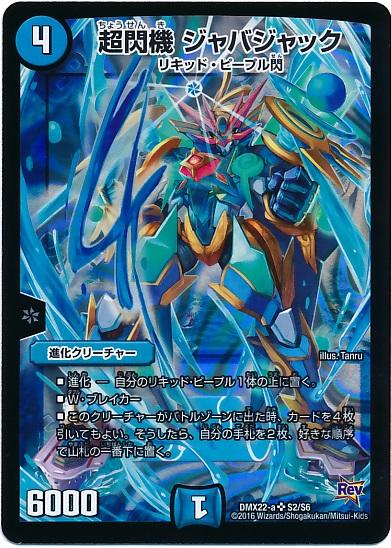 4
ちょうせんき
超閃機 ジャバジャック
リキッド・ピープル閃
illus. Tanru
進化クリーチャー
■進化 — 自分のリキッド・ピープル1体の上に置く。
■W・ブレイカー
■このクリーチャーがバトルゾーンに出た時、カードを4枚
引いてもよい。そうしたら、自分の手札を2枚、好きな順序
で山札の一番下に置く。
Rev
6000
1
DMX22-a S2/S6
©2016 Wizards/Shogakukan/Mitsui-Kids